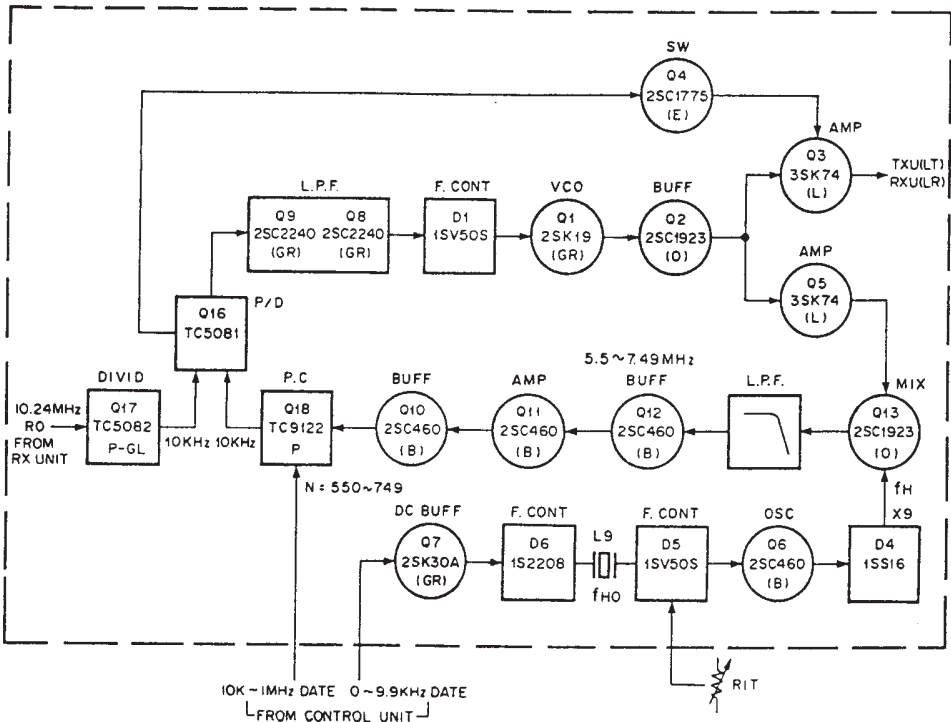 SW
Q4
2SC1775
(E)
AMP
Q3
3SK74
(L)
TXU(LT)
RXU(LR)
L.P.F.
Q9
2SC2240
(GR)
Q8
2SC2240
(GR)
F. CONT
D1
1SV50S
VCO
Q1
2SK19
(GR)
BUFF
Q2
2SC1923
(O)
AMP
Q5
3SK74
(L)
P/D
Q16
TC5081
5.5~7.49MHz
DIVID
Q17
TC5082
P-GL
10.24MHz
RO
FROM
RX UNIT
10KHz
10KHz
P.C
Q18
TC9122
P
N = 550~749
BUFF
Q10
2SC460
(B)
AMP
Q11
2SC460
(B)
BUFF
Q12
2SC460
(B)
L.P.F.
MIX
Q13
2SC1923
(O)
fH
X9
DC BUFF
Q7
2SK30A
(GR)
F. CONT
D6
1S2208
L9
fHO
F. CONT
D5
1SV50S
OSC
Q6
2SC460
(B)
D4
1SS16
RIT
10K~1MHz DATE 0~9.9KHz DATE
FROM CONTROL UNIT